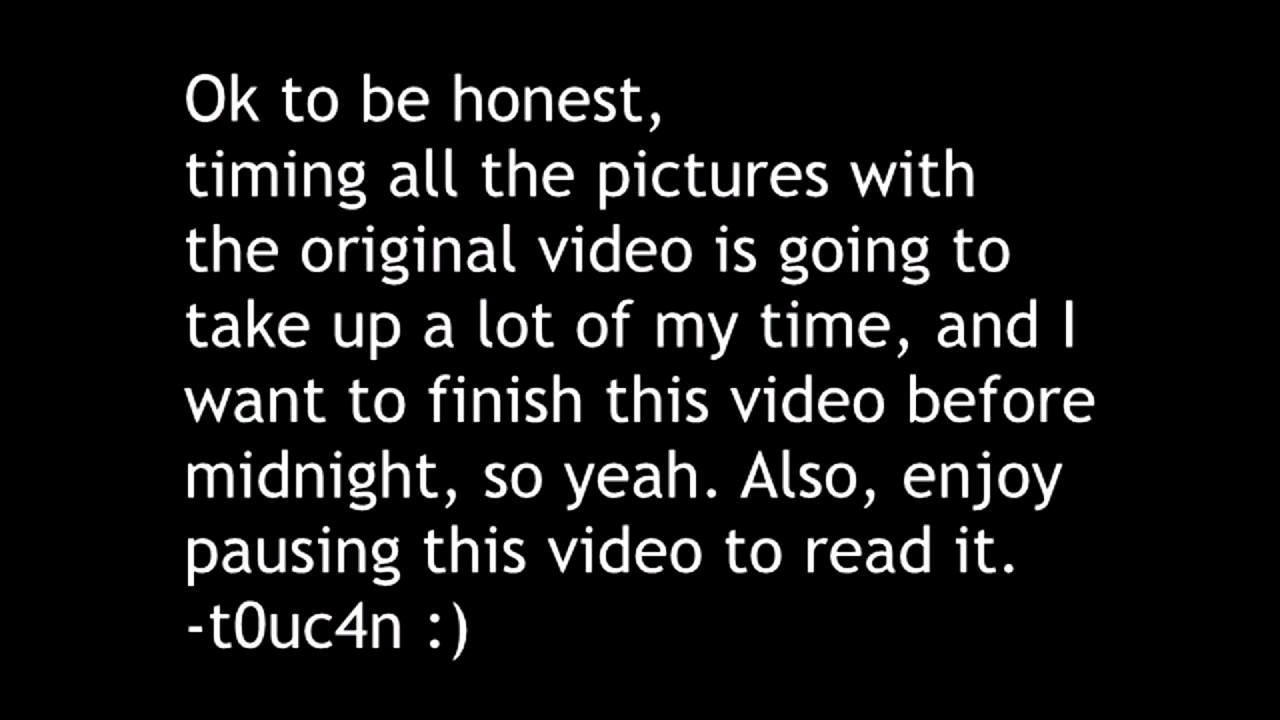 Ok to be honest,
timing all the pictures with
the original video is going to
take up a lot of my time, and I
want to finish this video before
midnight, so yeah. Also, enjoy
pausing this video to read it.
-t0uc4n :)